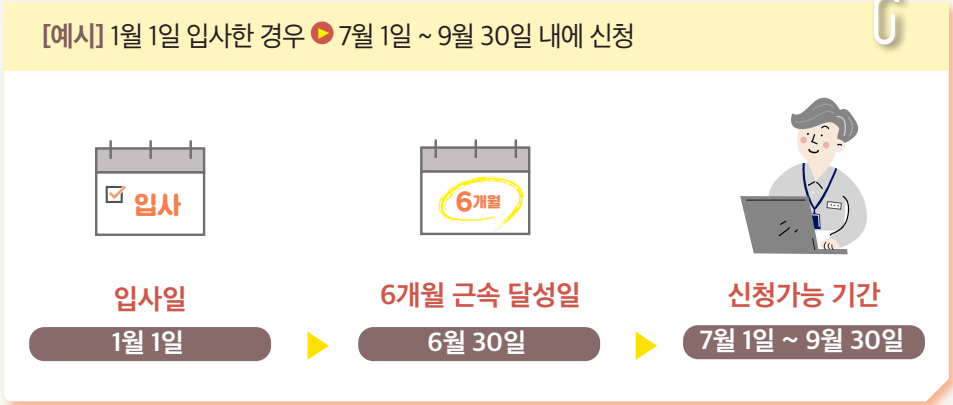 [예시] 1월 1일 입사한 경우 7월 1일 ~ 9월 30일 내에 신청
입사
6개월
입사일
6개월 근속 달성일
신청가능 기간
1월 1일
6월 30일
7월 1일 ~ 9월 30일